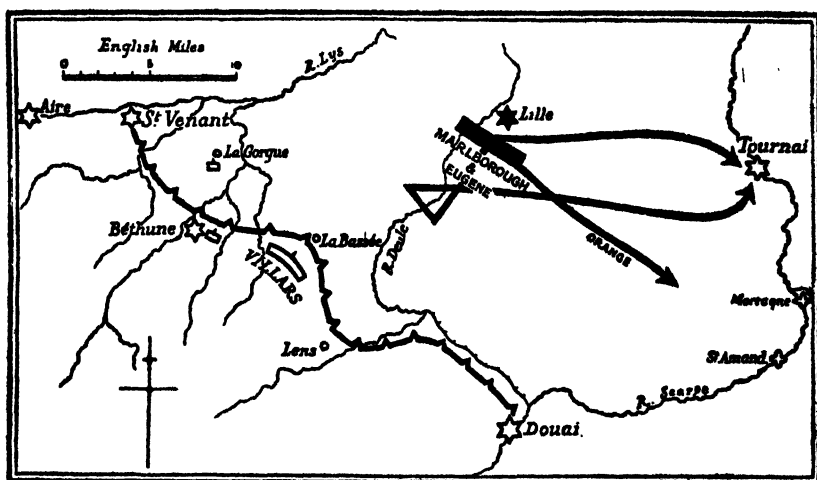 English Miles
0 5 10
R. Lys
Aire
St Venant
Lille
La Gorgue
MARLBOROUGH
&
EUGENE
Tournai
Béthune
La Bassée
R. Deule
ORANGE
VILLARS
Mortagne
Lens
St Amand
R. Scarpe
Douai.